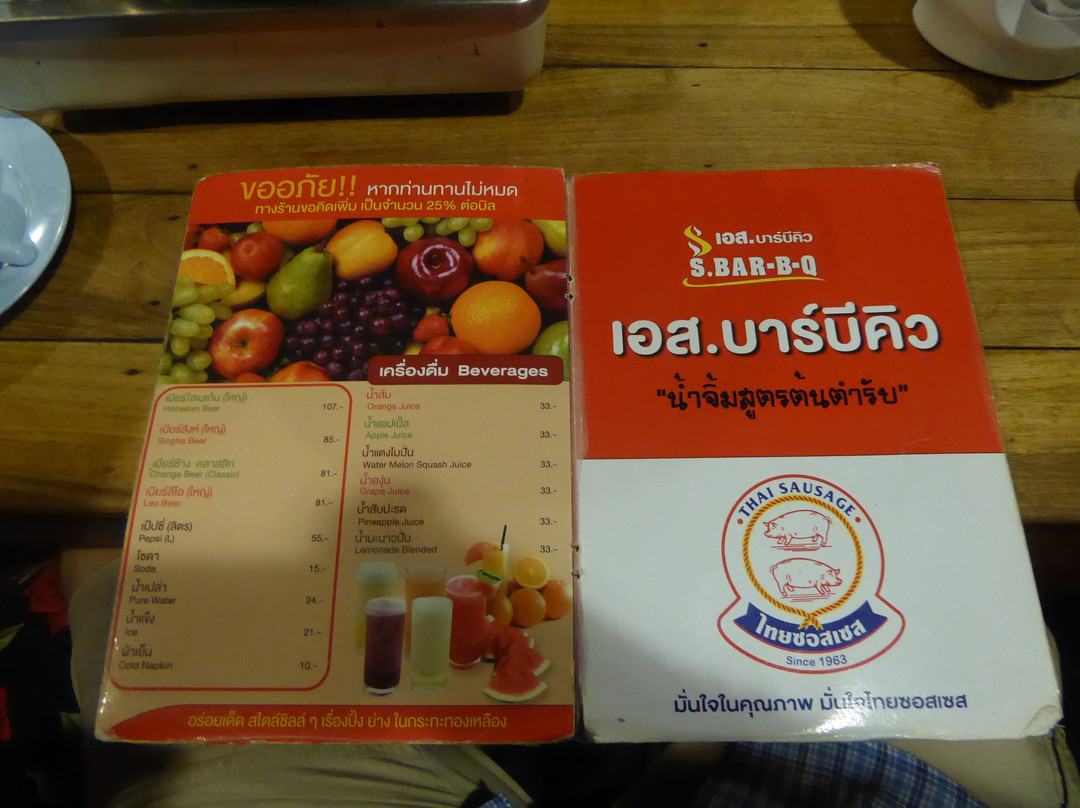 ขออภัย!! หากท่านทานไม่หมด
ทางร้านขอคิดเพิ่ม เป็นจำนวน 25% ต่อบิล
เครื่องดื่ม Beverages
เบียร์ไฮเนเก้น (ใหญ่)
Heineken Beer 107.-
เบียร์สิงห์ (ใหญ่)
Singha Beer 85.-
เบียร์ช้าง คลาสสิก
Change Beer (Classic) 81.-
เบียร์ลีโอ (ใหญ่)
Leo Beer 81.-
เป๊ปซี่ (ลิตร)
Pepsi (L) 55.-
โซดา
Soda 15.-
น้ำเปล่า
Pure Water 24.-
น้ำแข็ง
Ice 21.-
ผ้าเย็น
Cold Napkin 10.-
น้ำส้ม
Orange Juice 33.-
น้ำแอปเปิ้ล
Apple Juice 33.-
น้ำแตงโมปั่น
Water Melon Squash Juice 33.-
น้ำองุ่น
Grape Juice 33.-
น้ำสับปะรด
Pineapple Juice 33.-
น้ำมะนาวปั่น
Lemonade Blended 33.-
อร่อยเด็ด สไตล์ชิลล์ ๆ เรื่องปิ้ง ย่าง ในกระทะทองเหลือง
เอส.บาร์บีคิว
S.BAR-B-Q
เอส.บาร์บีคิว
"น้ำจิ้มสูตรต้นตำรับ"
THAI SAUSAGE
ไทยซอสเซส
Since 1963
มั่นใจในคุณภาพ มั่นใจไทยซอสเซส